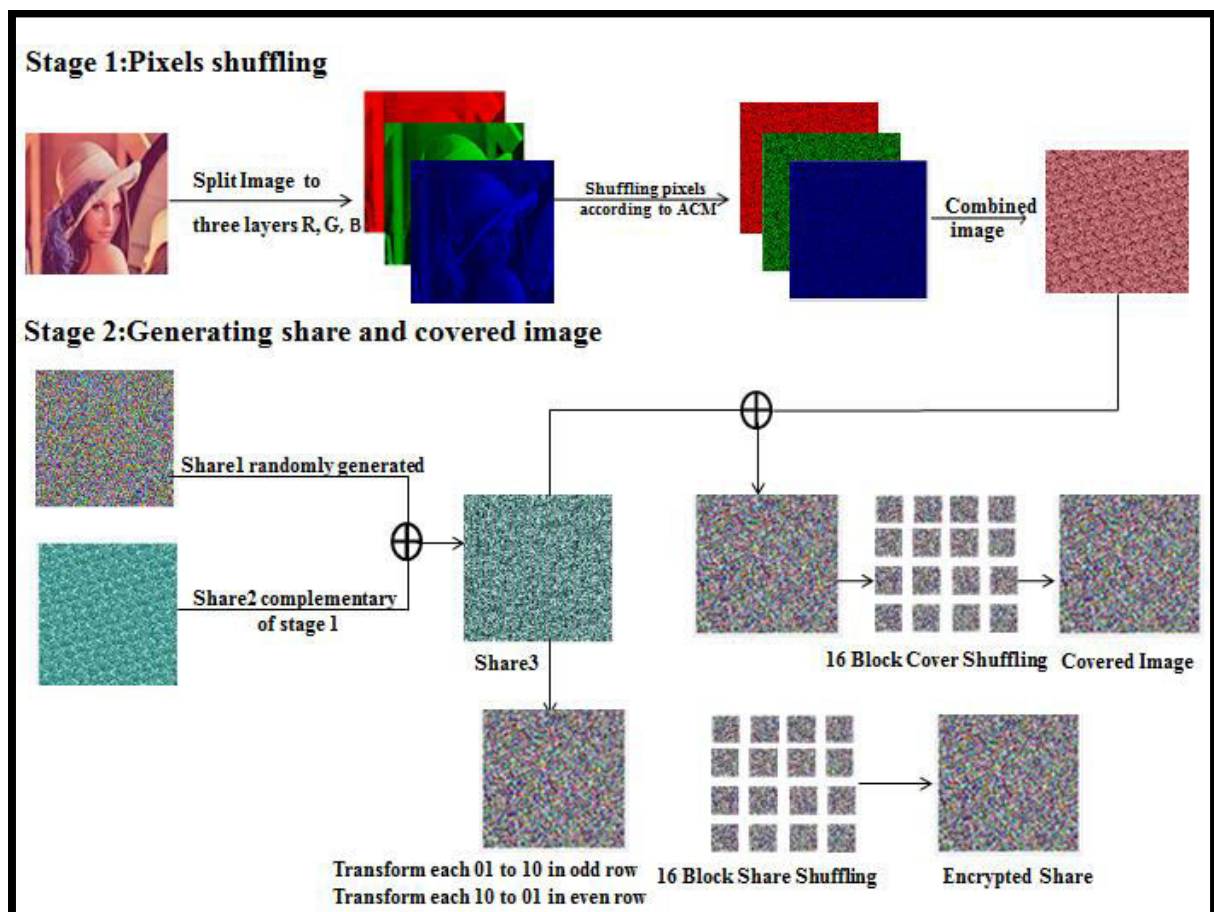 Stage 1:Pixels shuffling
Split Image to
three layers R, G, B
Shuffling pixels
according to ACM
Combined
image
Stage 2:Generating share and covered image
Share1 randomly generated
Share2 complementary
of stage 1
Share3
16 Block Cover Shuffling
Covered Image
Transform each 01 to 10 in odd row
Transform each 10 to 01 in even row
16 Block Share Shuffling
Encrypted Share